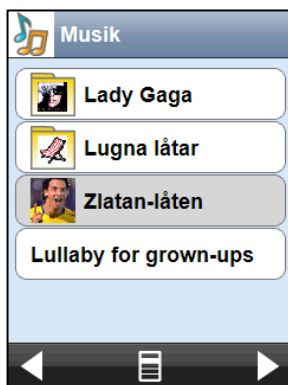 Musik
Lady Gaga
Lugna låtar
Zlatan-låten
Lullaby for grown-ups